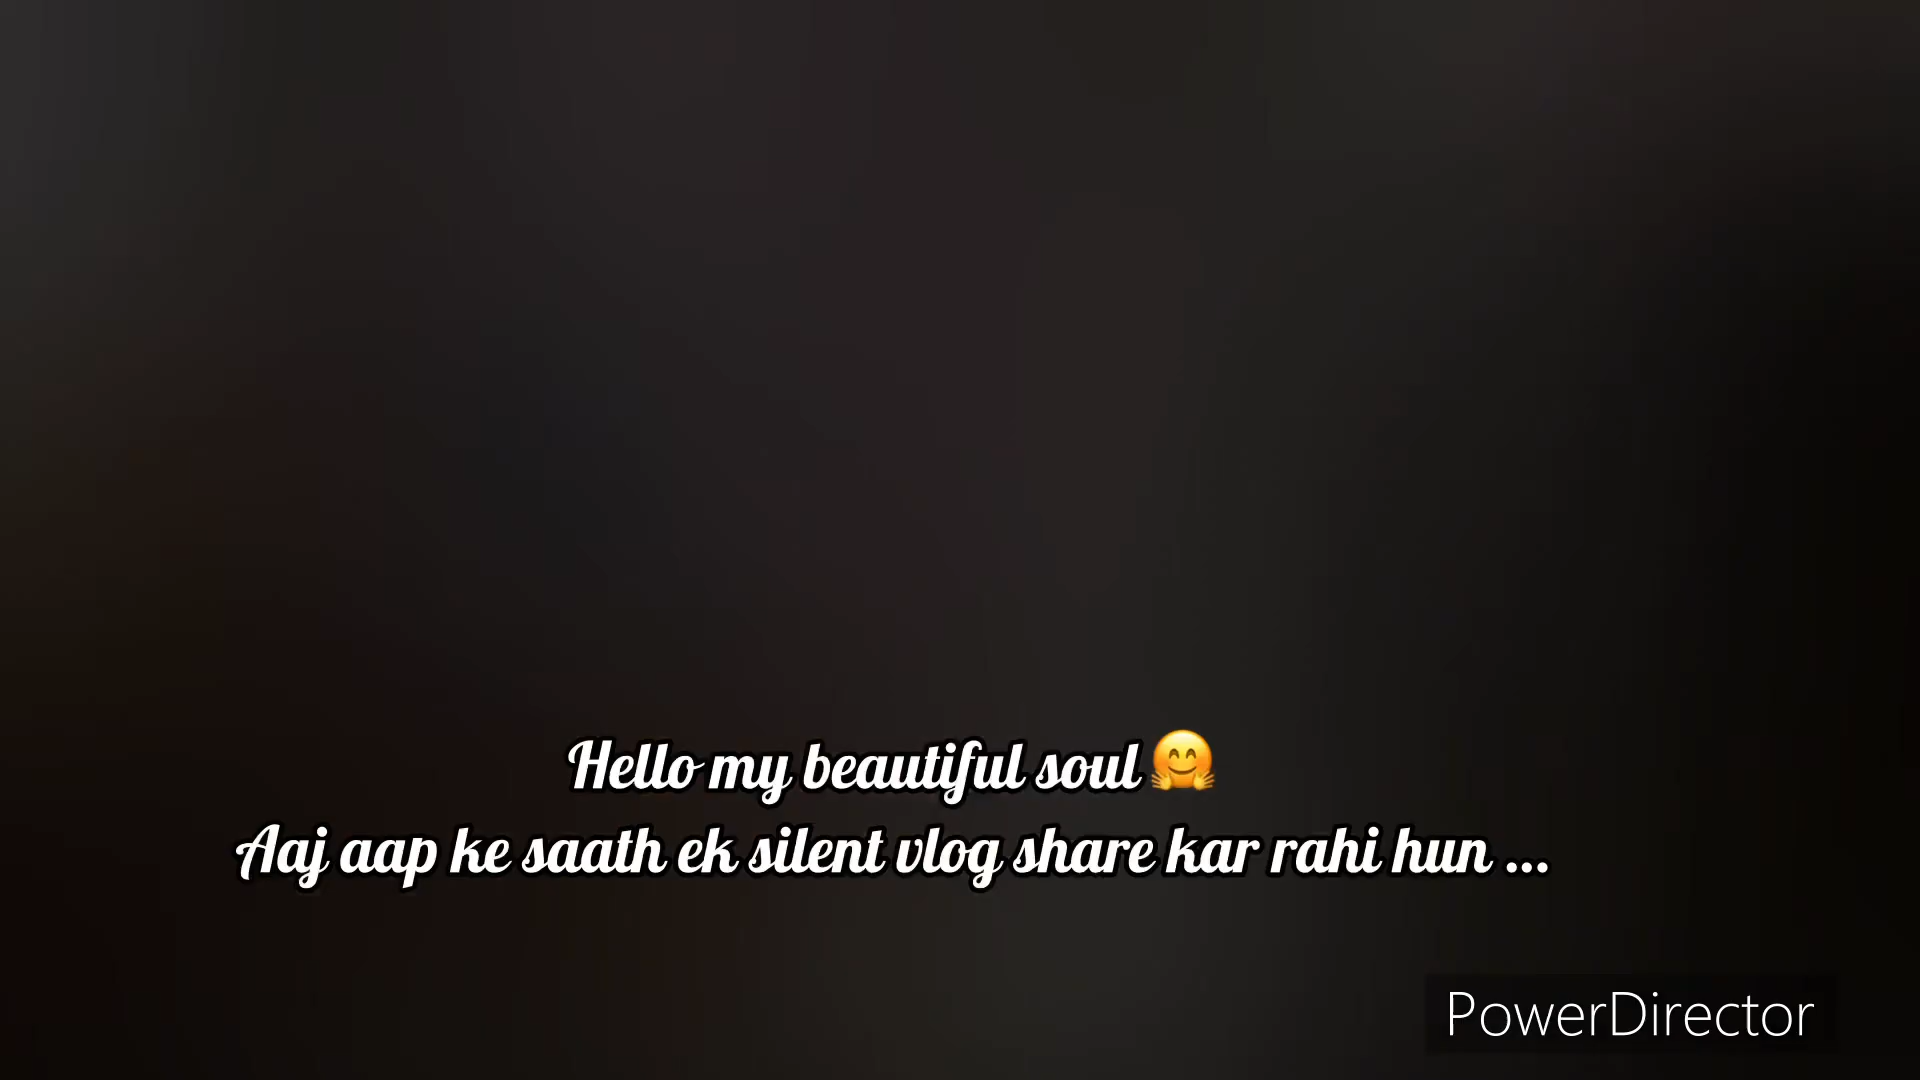 Hello my beautiful soul 🤗
Aaj aap ke saath ek silent vlog share kar rahi hun ...
PowerDirector